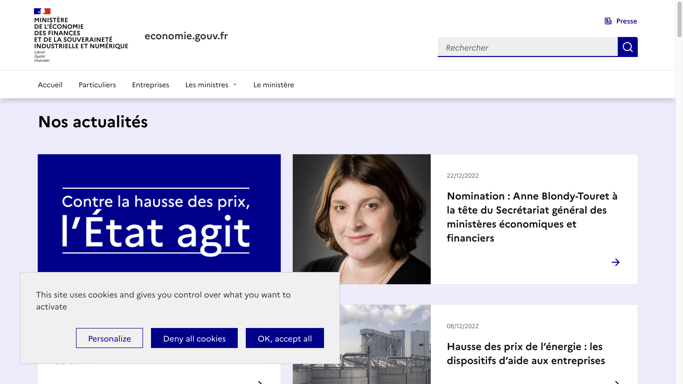 MINISTÈRE
DE L'ÉCONOMIE
DES FINANCES
ET DE LA SOUVERAINETÉ
INDUSTRIELLE ET NUMÉRIQUE
Liberté
Égalité
Fraternité
economie.gouv.fr
Presse
Rechercher
Accueil
Particuliers
Entreprises
Les ministres
Le ministère
Nos actualités
Contre la hausse des prix,
l'État agit
22/12/2022
Nomination : Anne Blondy-Touret à
la tête du Secrétariat général des
ministères économiques et
financiers
This site uses cookies and gives you control over what you want to
activate
Personalize
Deny all cookies
OK, accept all
08/12/2022
Hausse des prix de l'énergie : les
dispositifs d'aide aux entreprises